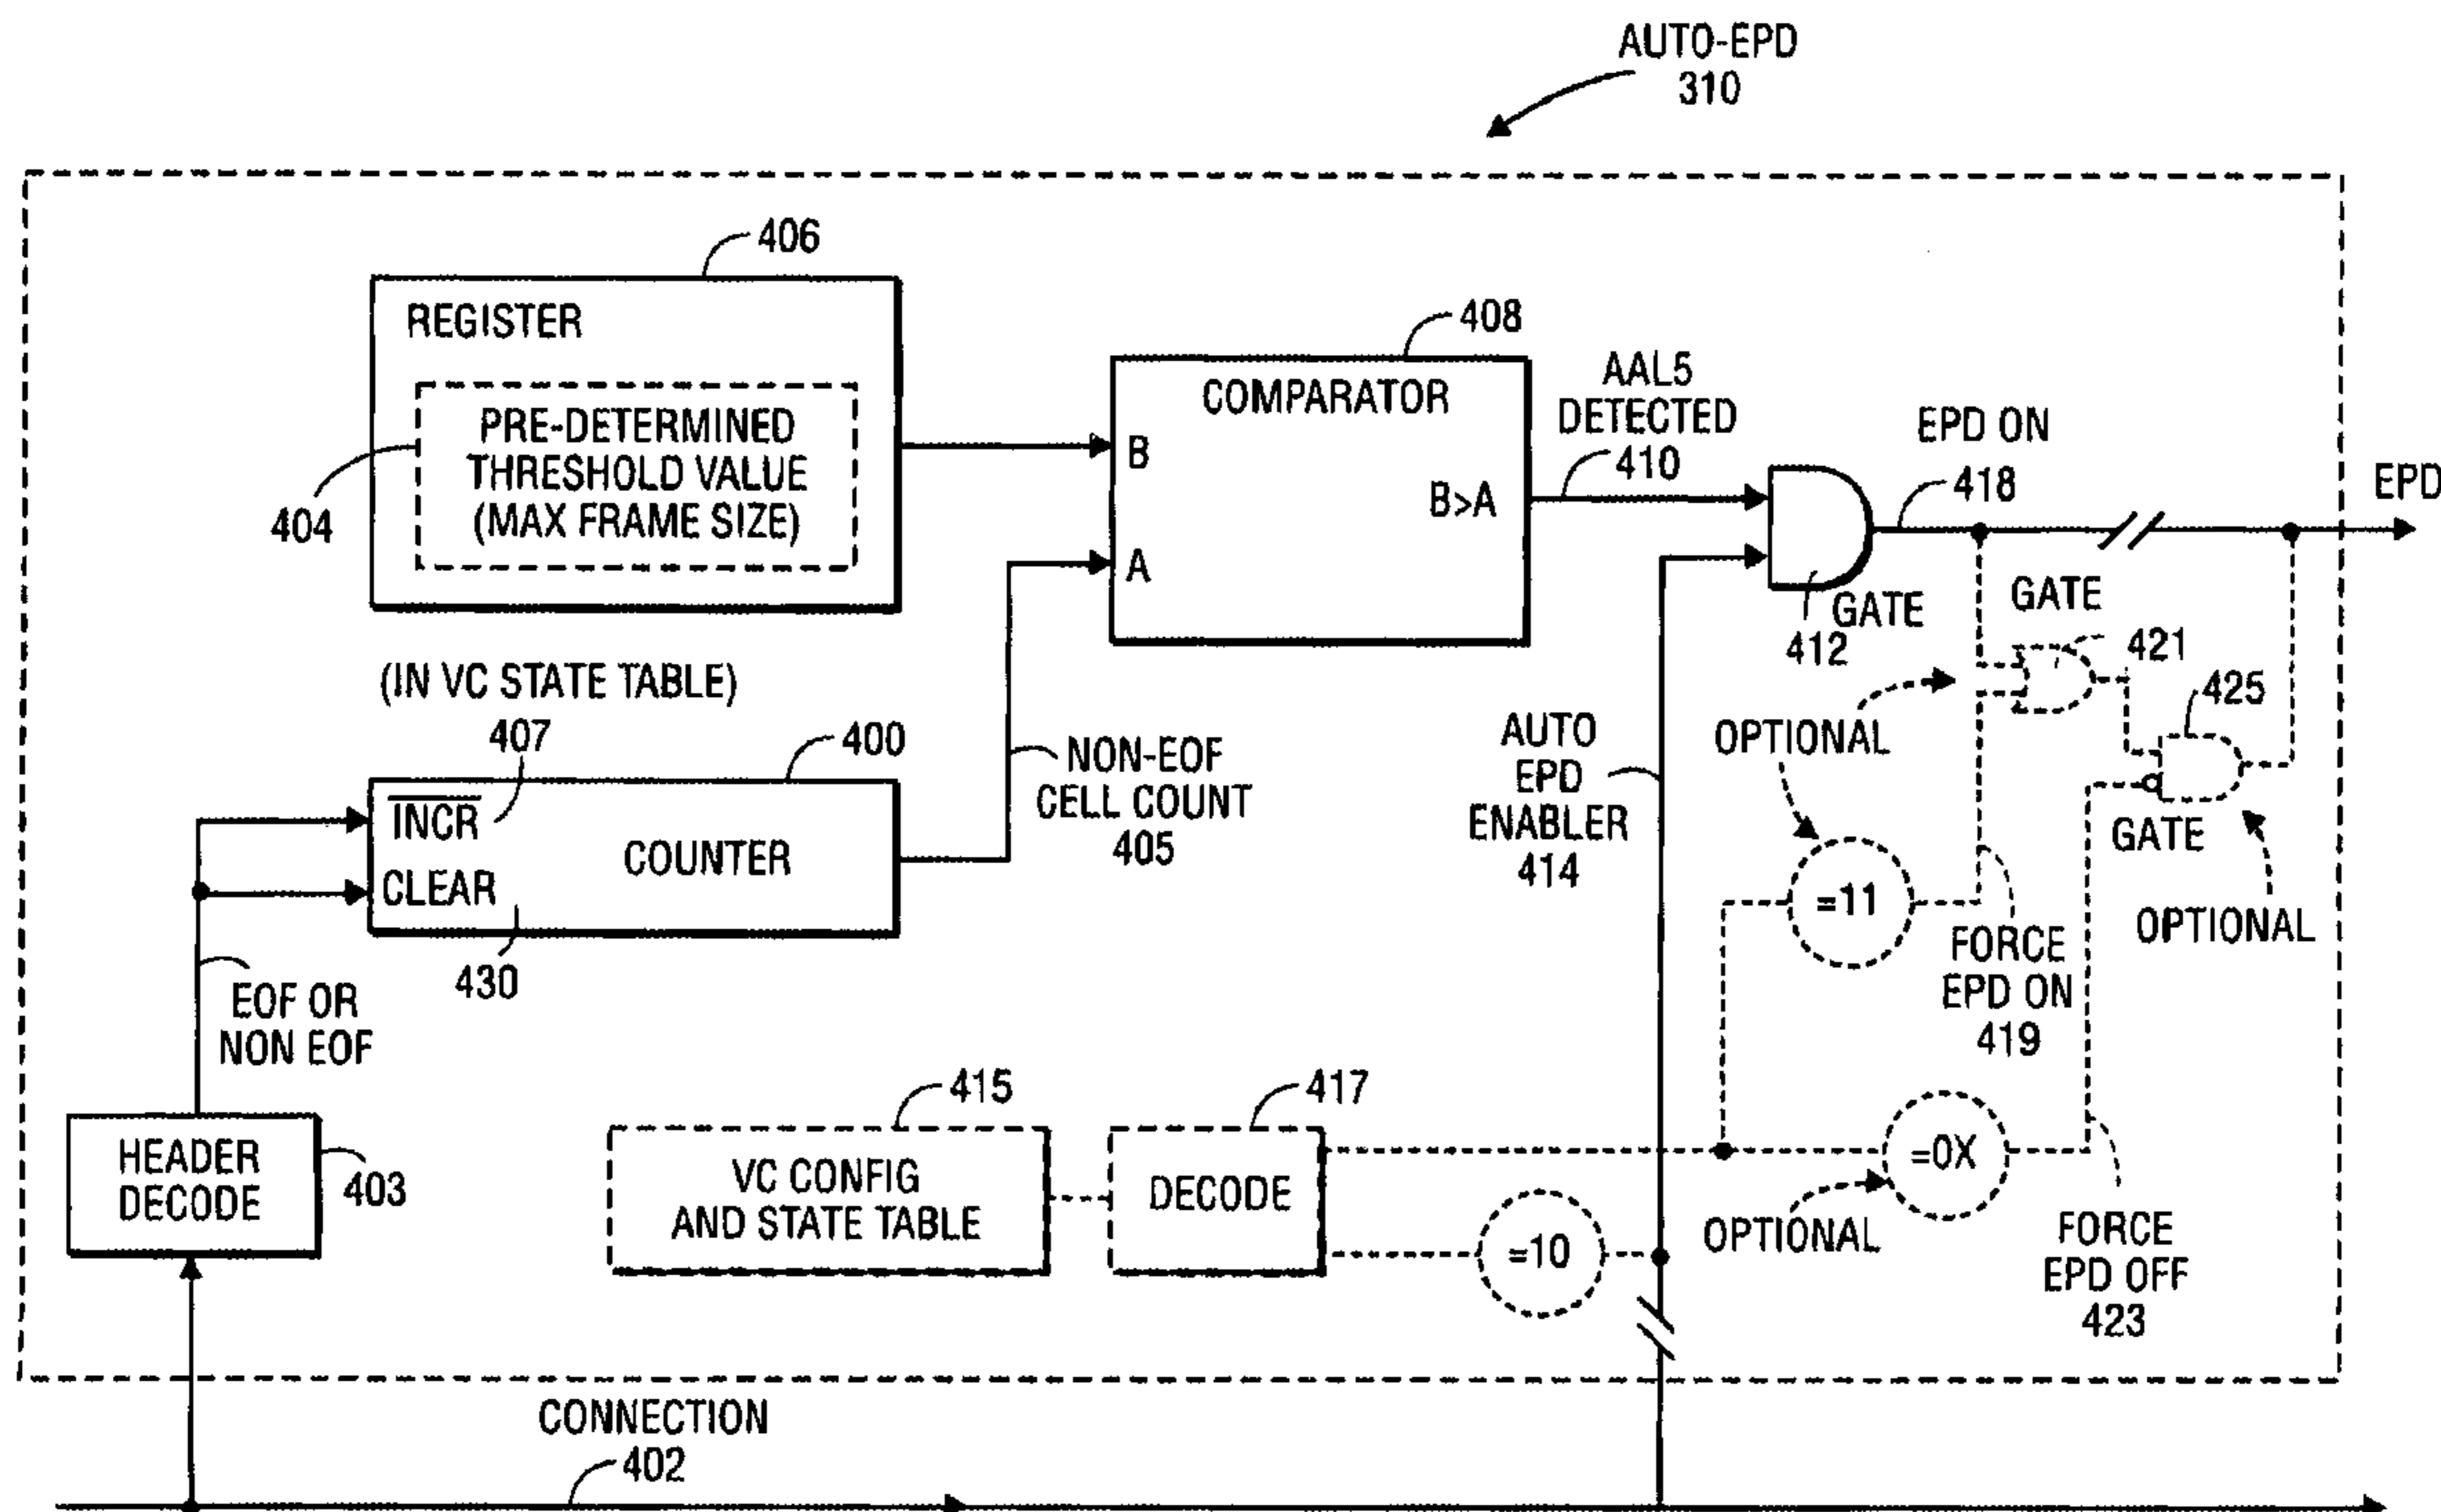 AUTO-EPD
310
406
REGISTER
PRE-DETERMINED
THRESHOLD VALUE
(MAX FRAME SIZE)
404
408
COMPARATOR
B
A
B>A
AAL5
DETECTED
410
EPD ON
418
EPD
GATE
412
GATE
421
425
GATE
OPTIONAL
OPTIONAL
(IN VC STATE TABLE)
407
400
INCR
CLEAR
COUNTER
430
NON-EOF
CELL COUNT
405
AUTO
EPD
ENABLER
414
=11
FORCE
EPD ON
419
EOF OR
NON EOF
HEADER
DECODE
403
415
VC CONFIG
AND STATE TABLE
417
DECODE
=10
=0X
OPTIONAL
FORCE
EPD OFF
423
CONNECTION
402